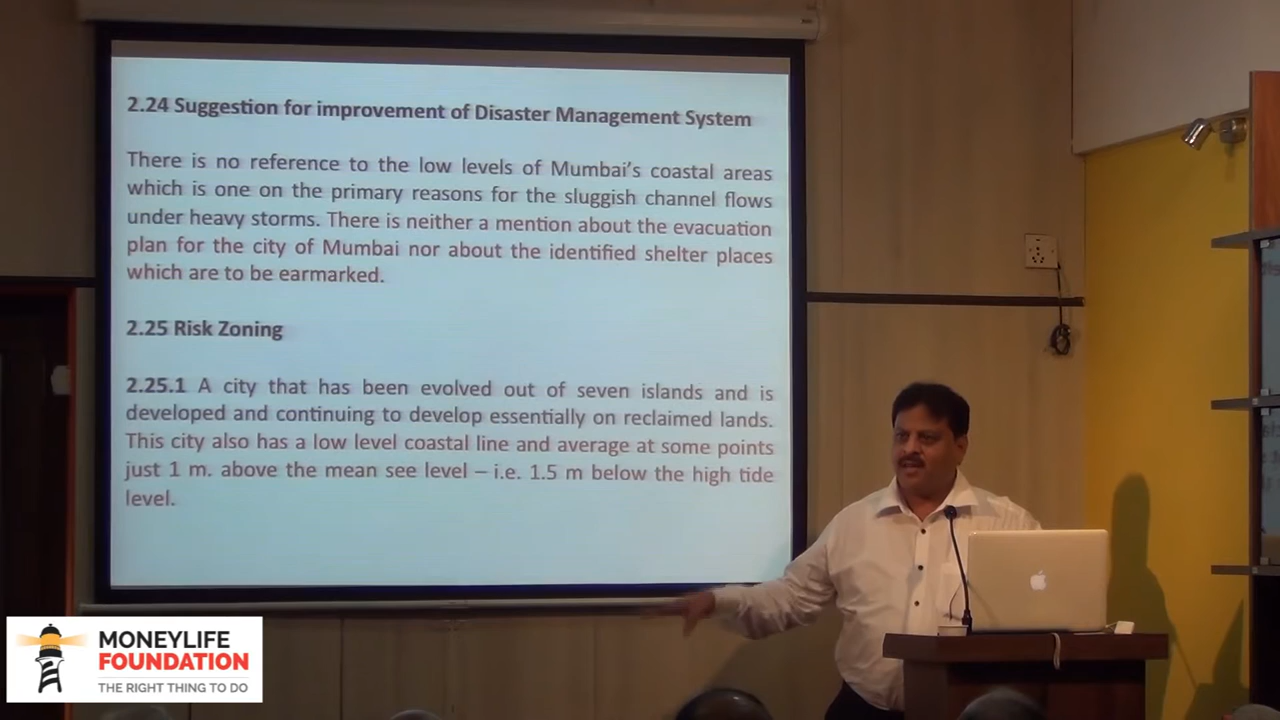 2.24 Suggestion for improvement of Disaster Management System
There is no reference to the low levels of Mumbai's coastal areas
which is one on the primary reasons for the sluggish channel flows
under heavy storms. There is neither a mention about the evacuation
plan for the city of Mumbai nor about the identified shelter places
which are to be earmarked.
2.25 Risk Zoning
2.25.1 A city that has been evolved out of seven islands and is
developed and continuing to develop essentially on reclaimed lands.
This city also has a low level coastal line and average at some points
just 1 m. above the mean see level – i.e. 1.5 m below the high tide
level.
MONEYLIFE
FOUNDATION
THE RIGHT THING TO DO